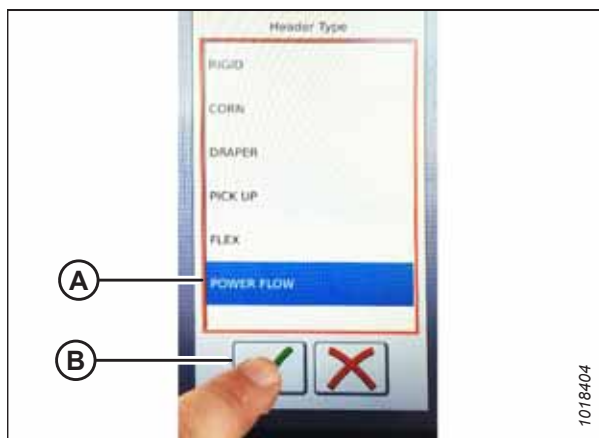 Header Type
RIGID
CORN
DRAPER
PICK UP
FLEX
POWER FLOW
A
B
1018404